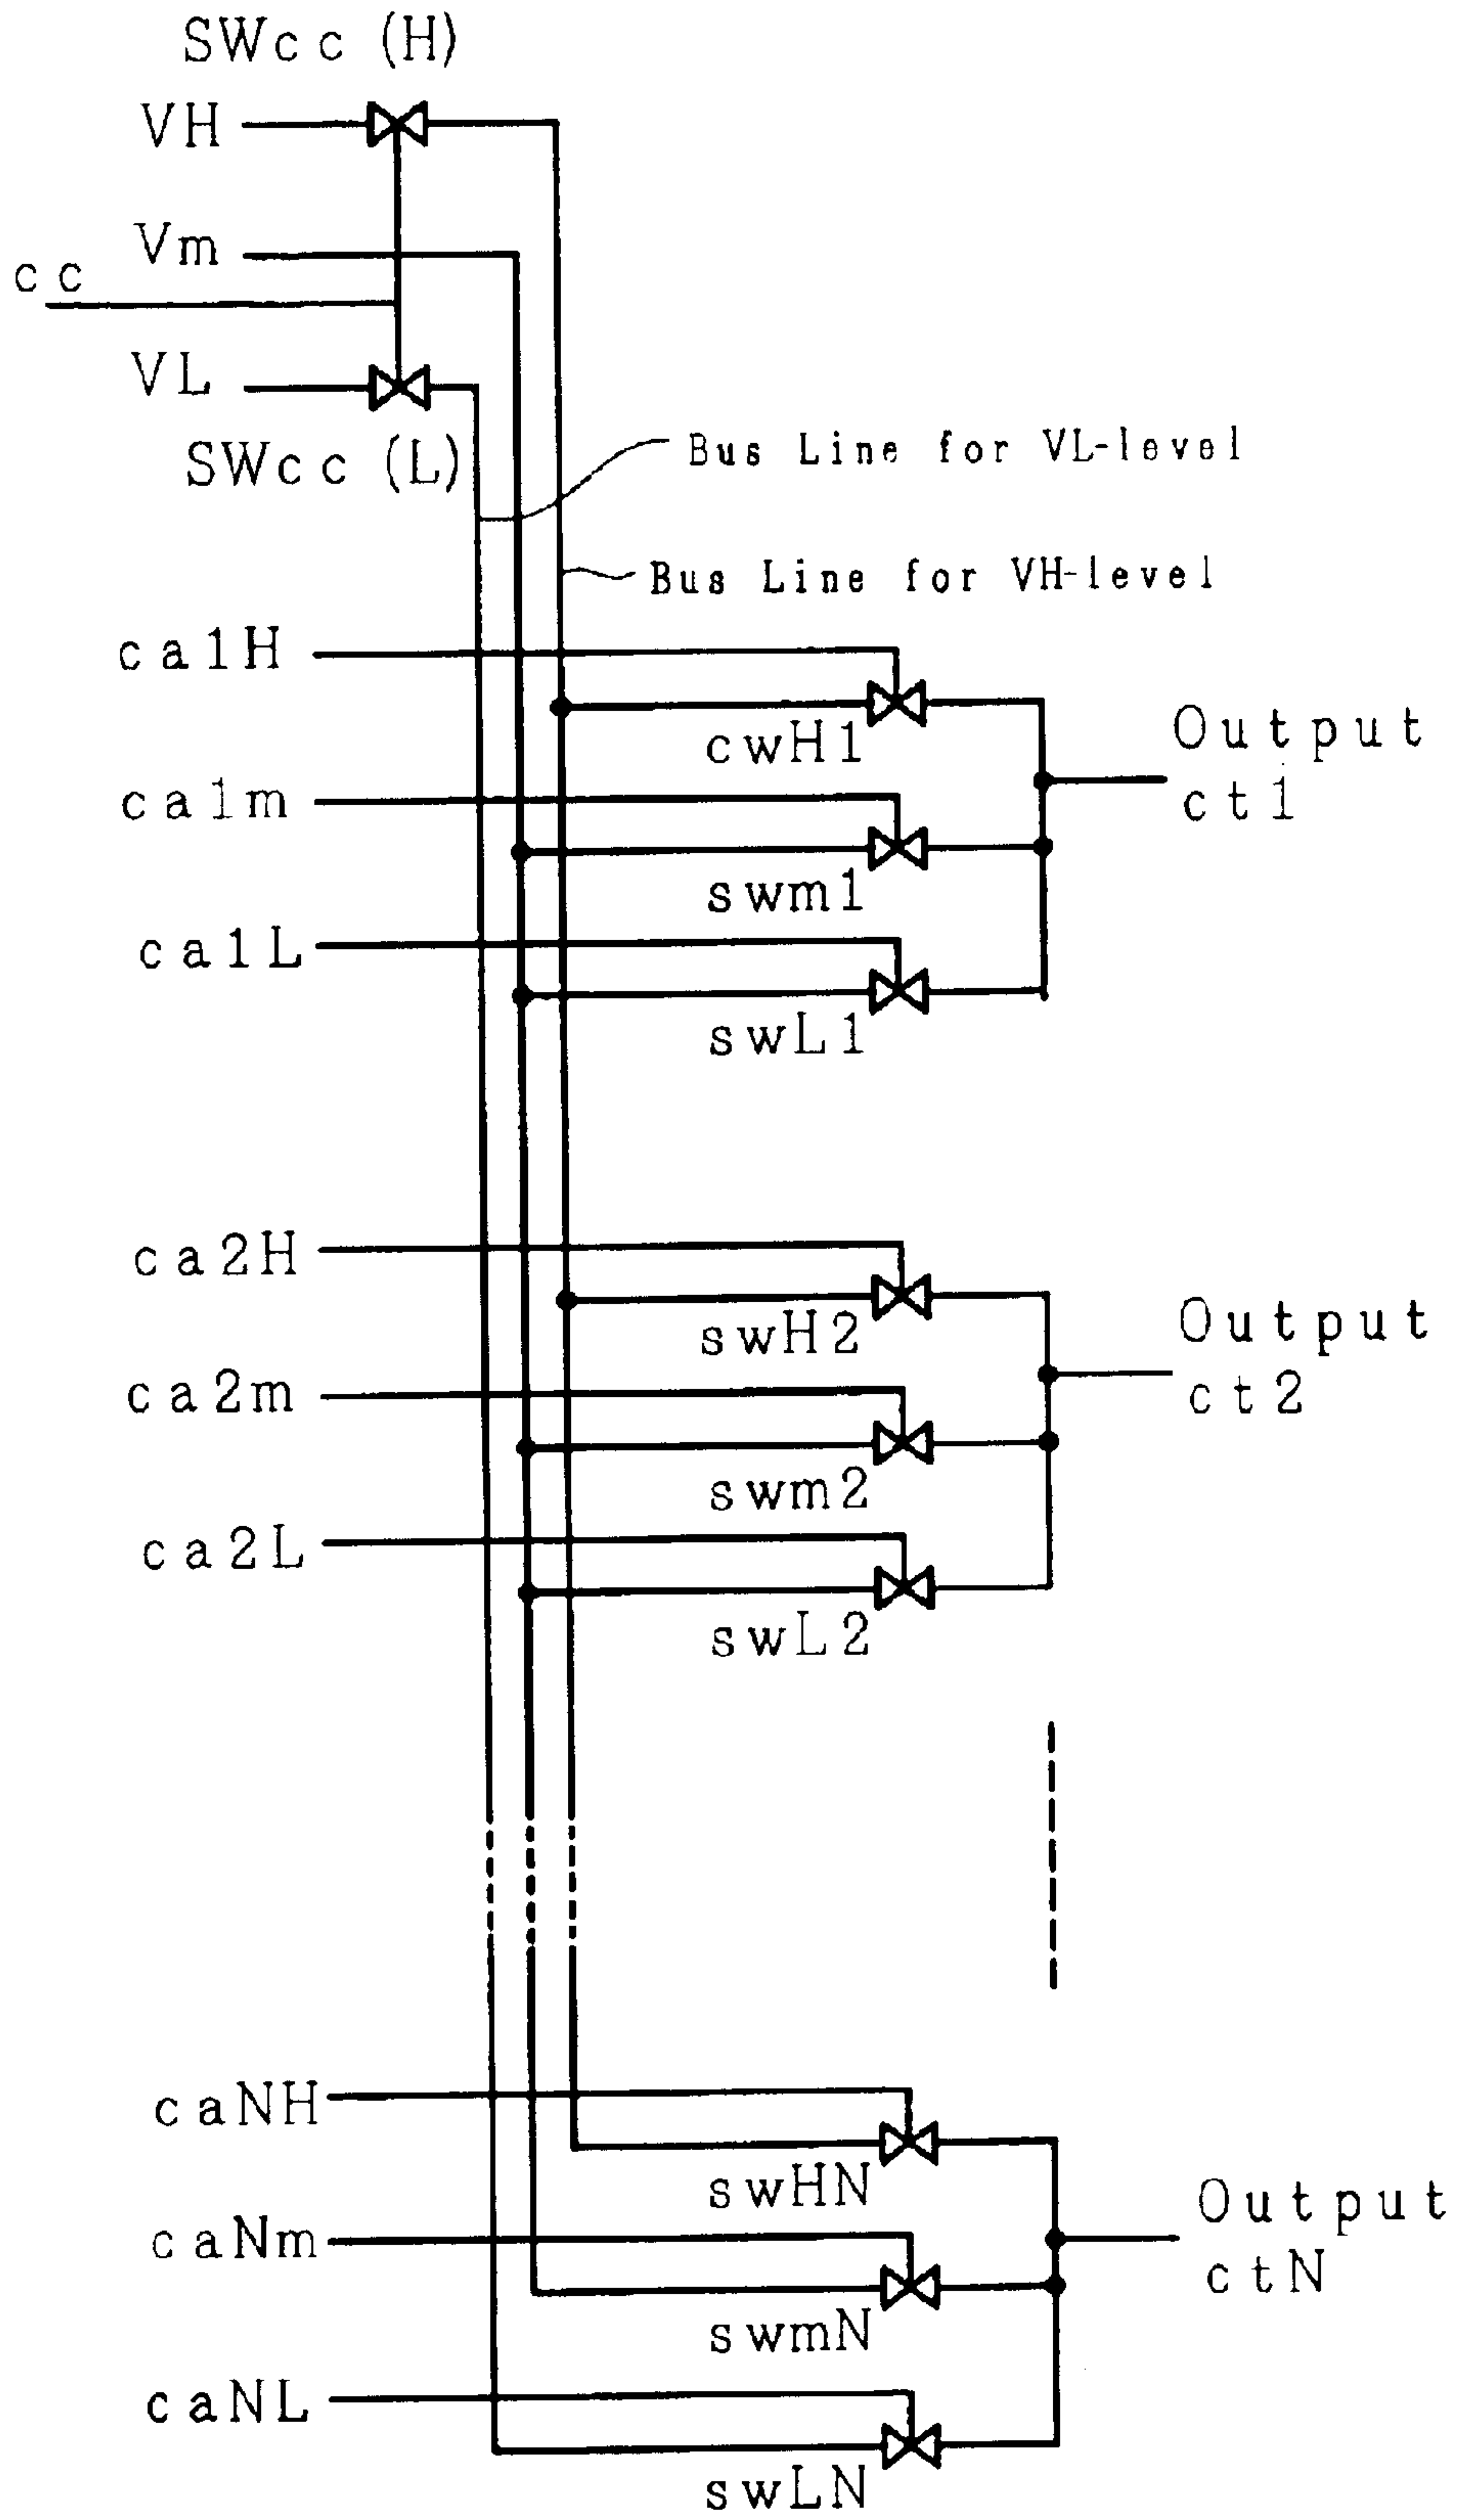 SWcc (H)
VH
Vm
cc
VL
SWcc (L)
Bus Line for VL-level
Bus Line for VH-level
ca1H
cwH1
Output
ct1
ca1m
swm1
ca1L
swL1
ca2H
swH2
Output
ct2
ca2m
swm2
ca2L
swL2
caNH
swHN
Output
ctN
caNm
swmN
caNL
swLN